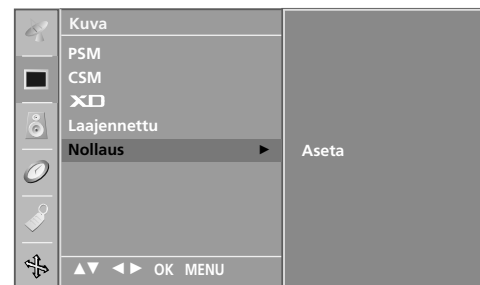 Kuva
PSM
CSM
XD
Laajennettu
Nollaus ► Aseta
▲▼ ◄► OK MENU